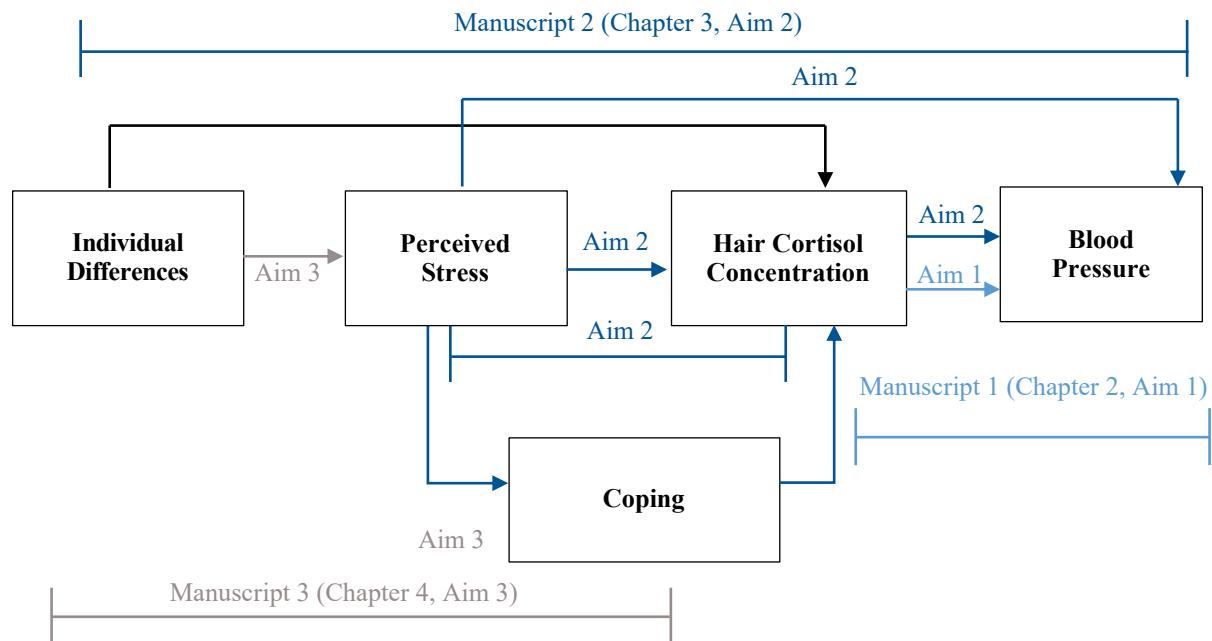 Manuscript 2 (Chapter 3, Aim 2)
Aim 2
Individual
Differences
Aim 3
Perceived
Stress
Aim 2
Hair Cortisol
Concentration
Aim 2
Aim 1
Blood
Pressure
Aim 2
Manuscript 1 (Chapter 2, Aim 1)
Coping
Aim 3
Manuscript 3 (Chapter 4, Aim 3)